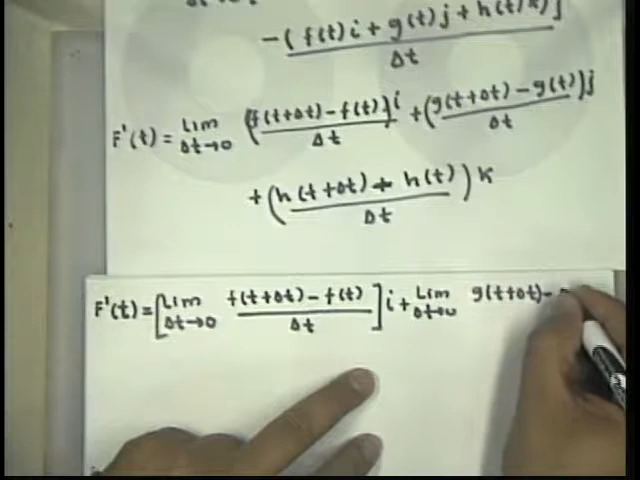 -(f(t)i+g(t)j+h(t)k)
Δt
F'(t)= Lim Δt→0 (f(t+Δt)-f(t))i / Δt +(g(t+Δt)-g(t))j / Δt
+(h(t+Δt)+h(t))k / Δt
F'(t)=[Lim Δt→0 f(t+Δt)-f(t) / Δt]i+Lim Δt→0 g(t+Δt)-